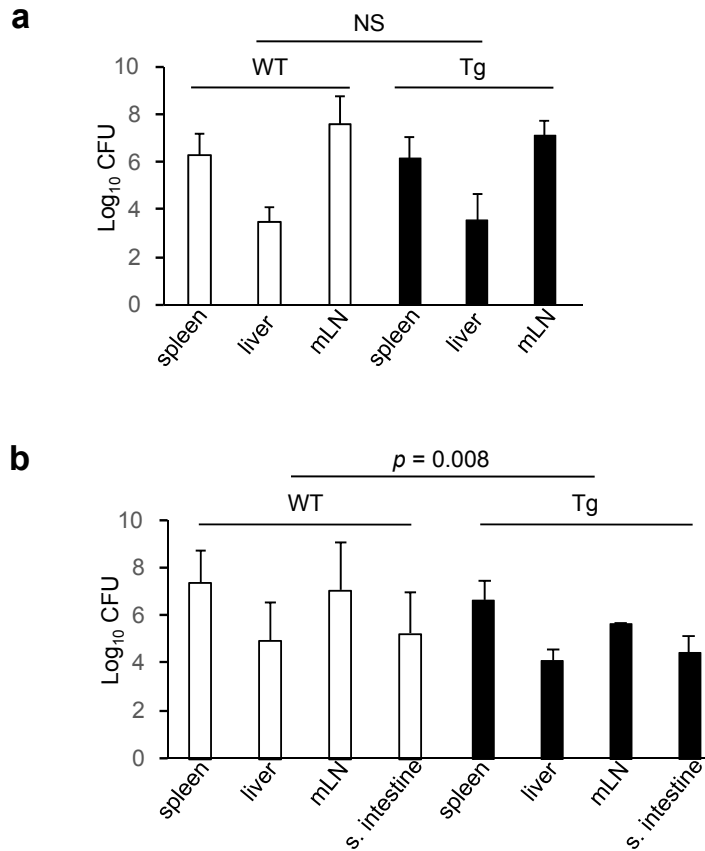 a
NS
WT Tg
10
8
6
4
2
0
Log10 CFU
spleen liver mLN spleen liver mLN
b
p = 0.008
WT Tg
10
8
6
4
2
0
Log10 CFU
spleen liver mLN s. intestine spleen liver mLN s. intestine